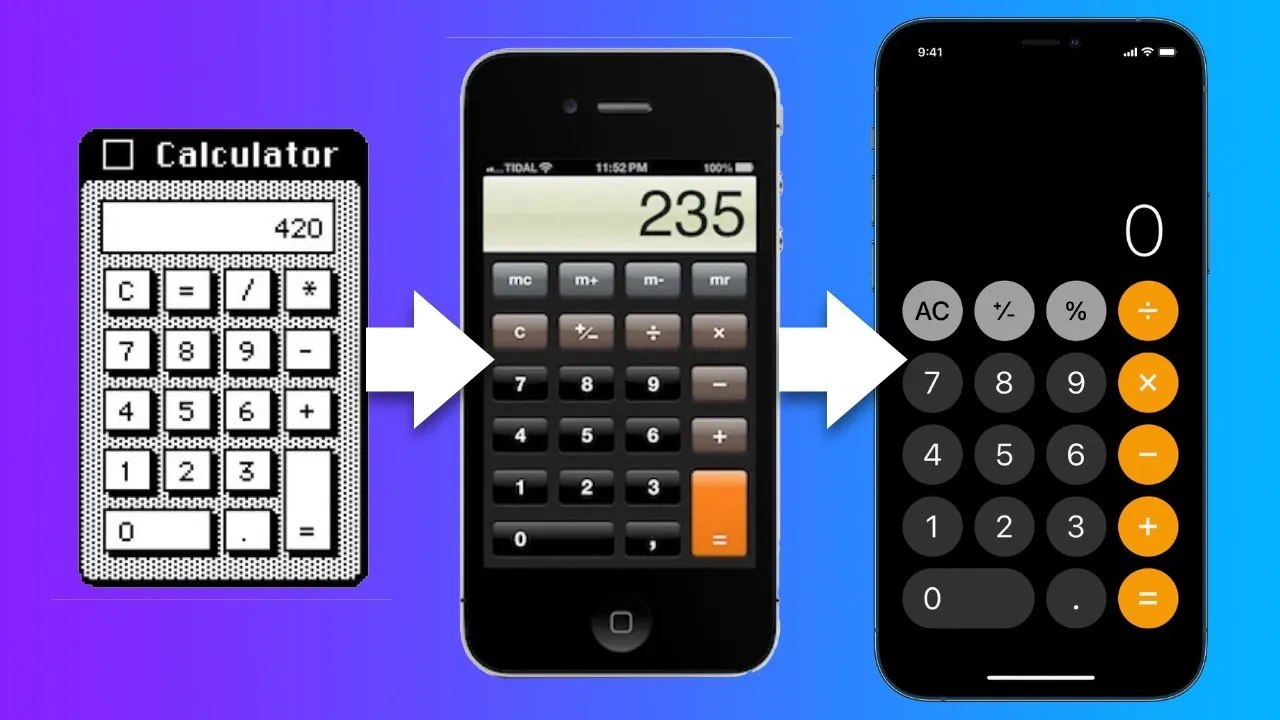 Calculator
420
C = / *
7 8 9 -
4 5 6 +
1 2 3
0 . =
TIDAL 11:52 PM 100%
235
mc m+ m- mr
c +/− ÷ ×
7 8 9 −
4 5 6 +
1 2 3
0 , =
9:41
0
AC +/− % ÷
7 8 9 ×
4 5 6 −
1 2 3 +
0 . =